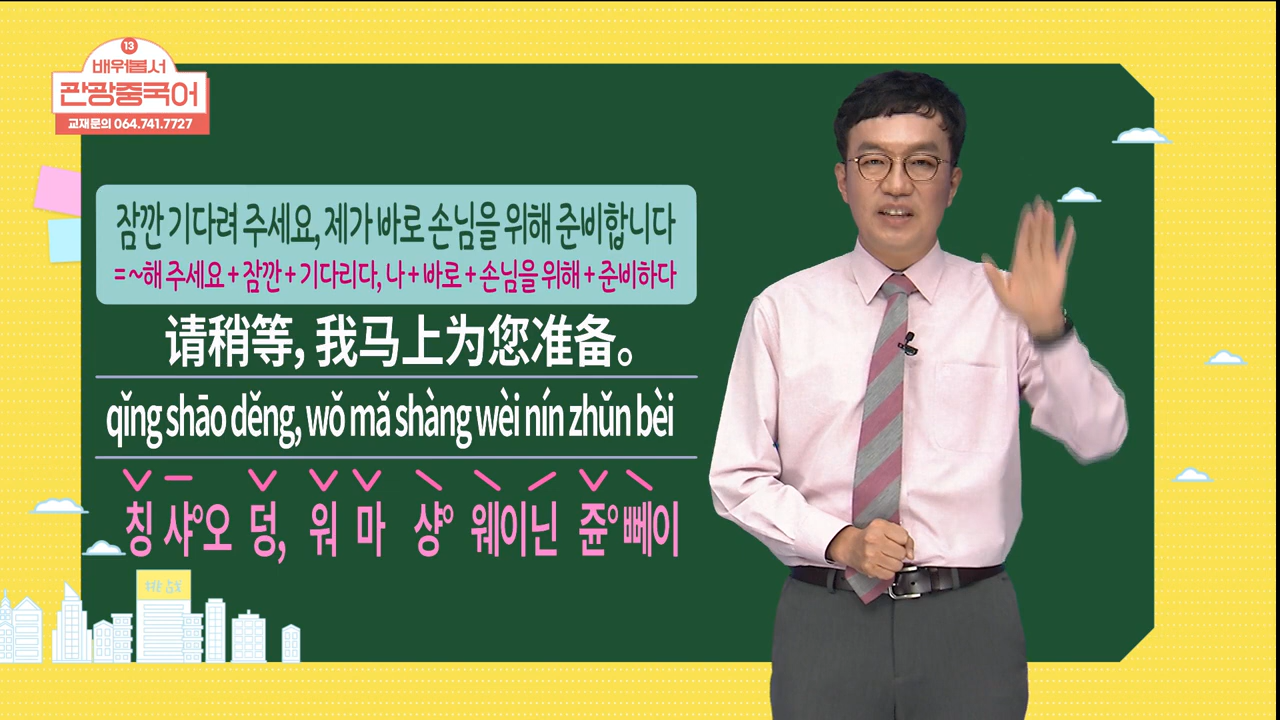 13
배워봅서
관광중국어
교재문의 064.741.7727
잠깐 기다려 주세요, 제가 바로 손님을 위해 준비합니다
= ~해 주세요 + 잠깐 + 기다리다, 나 + 바로 + 손님을 위해 + 준비하다
请稍等, 我马上为您准备。
qǐng shāo děng, wǒ mǎ shàng wèi nín zhǔn bèi
칭 샤°오 덩, 워 마 샹° 웨이닌 쥰° 뻬이